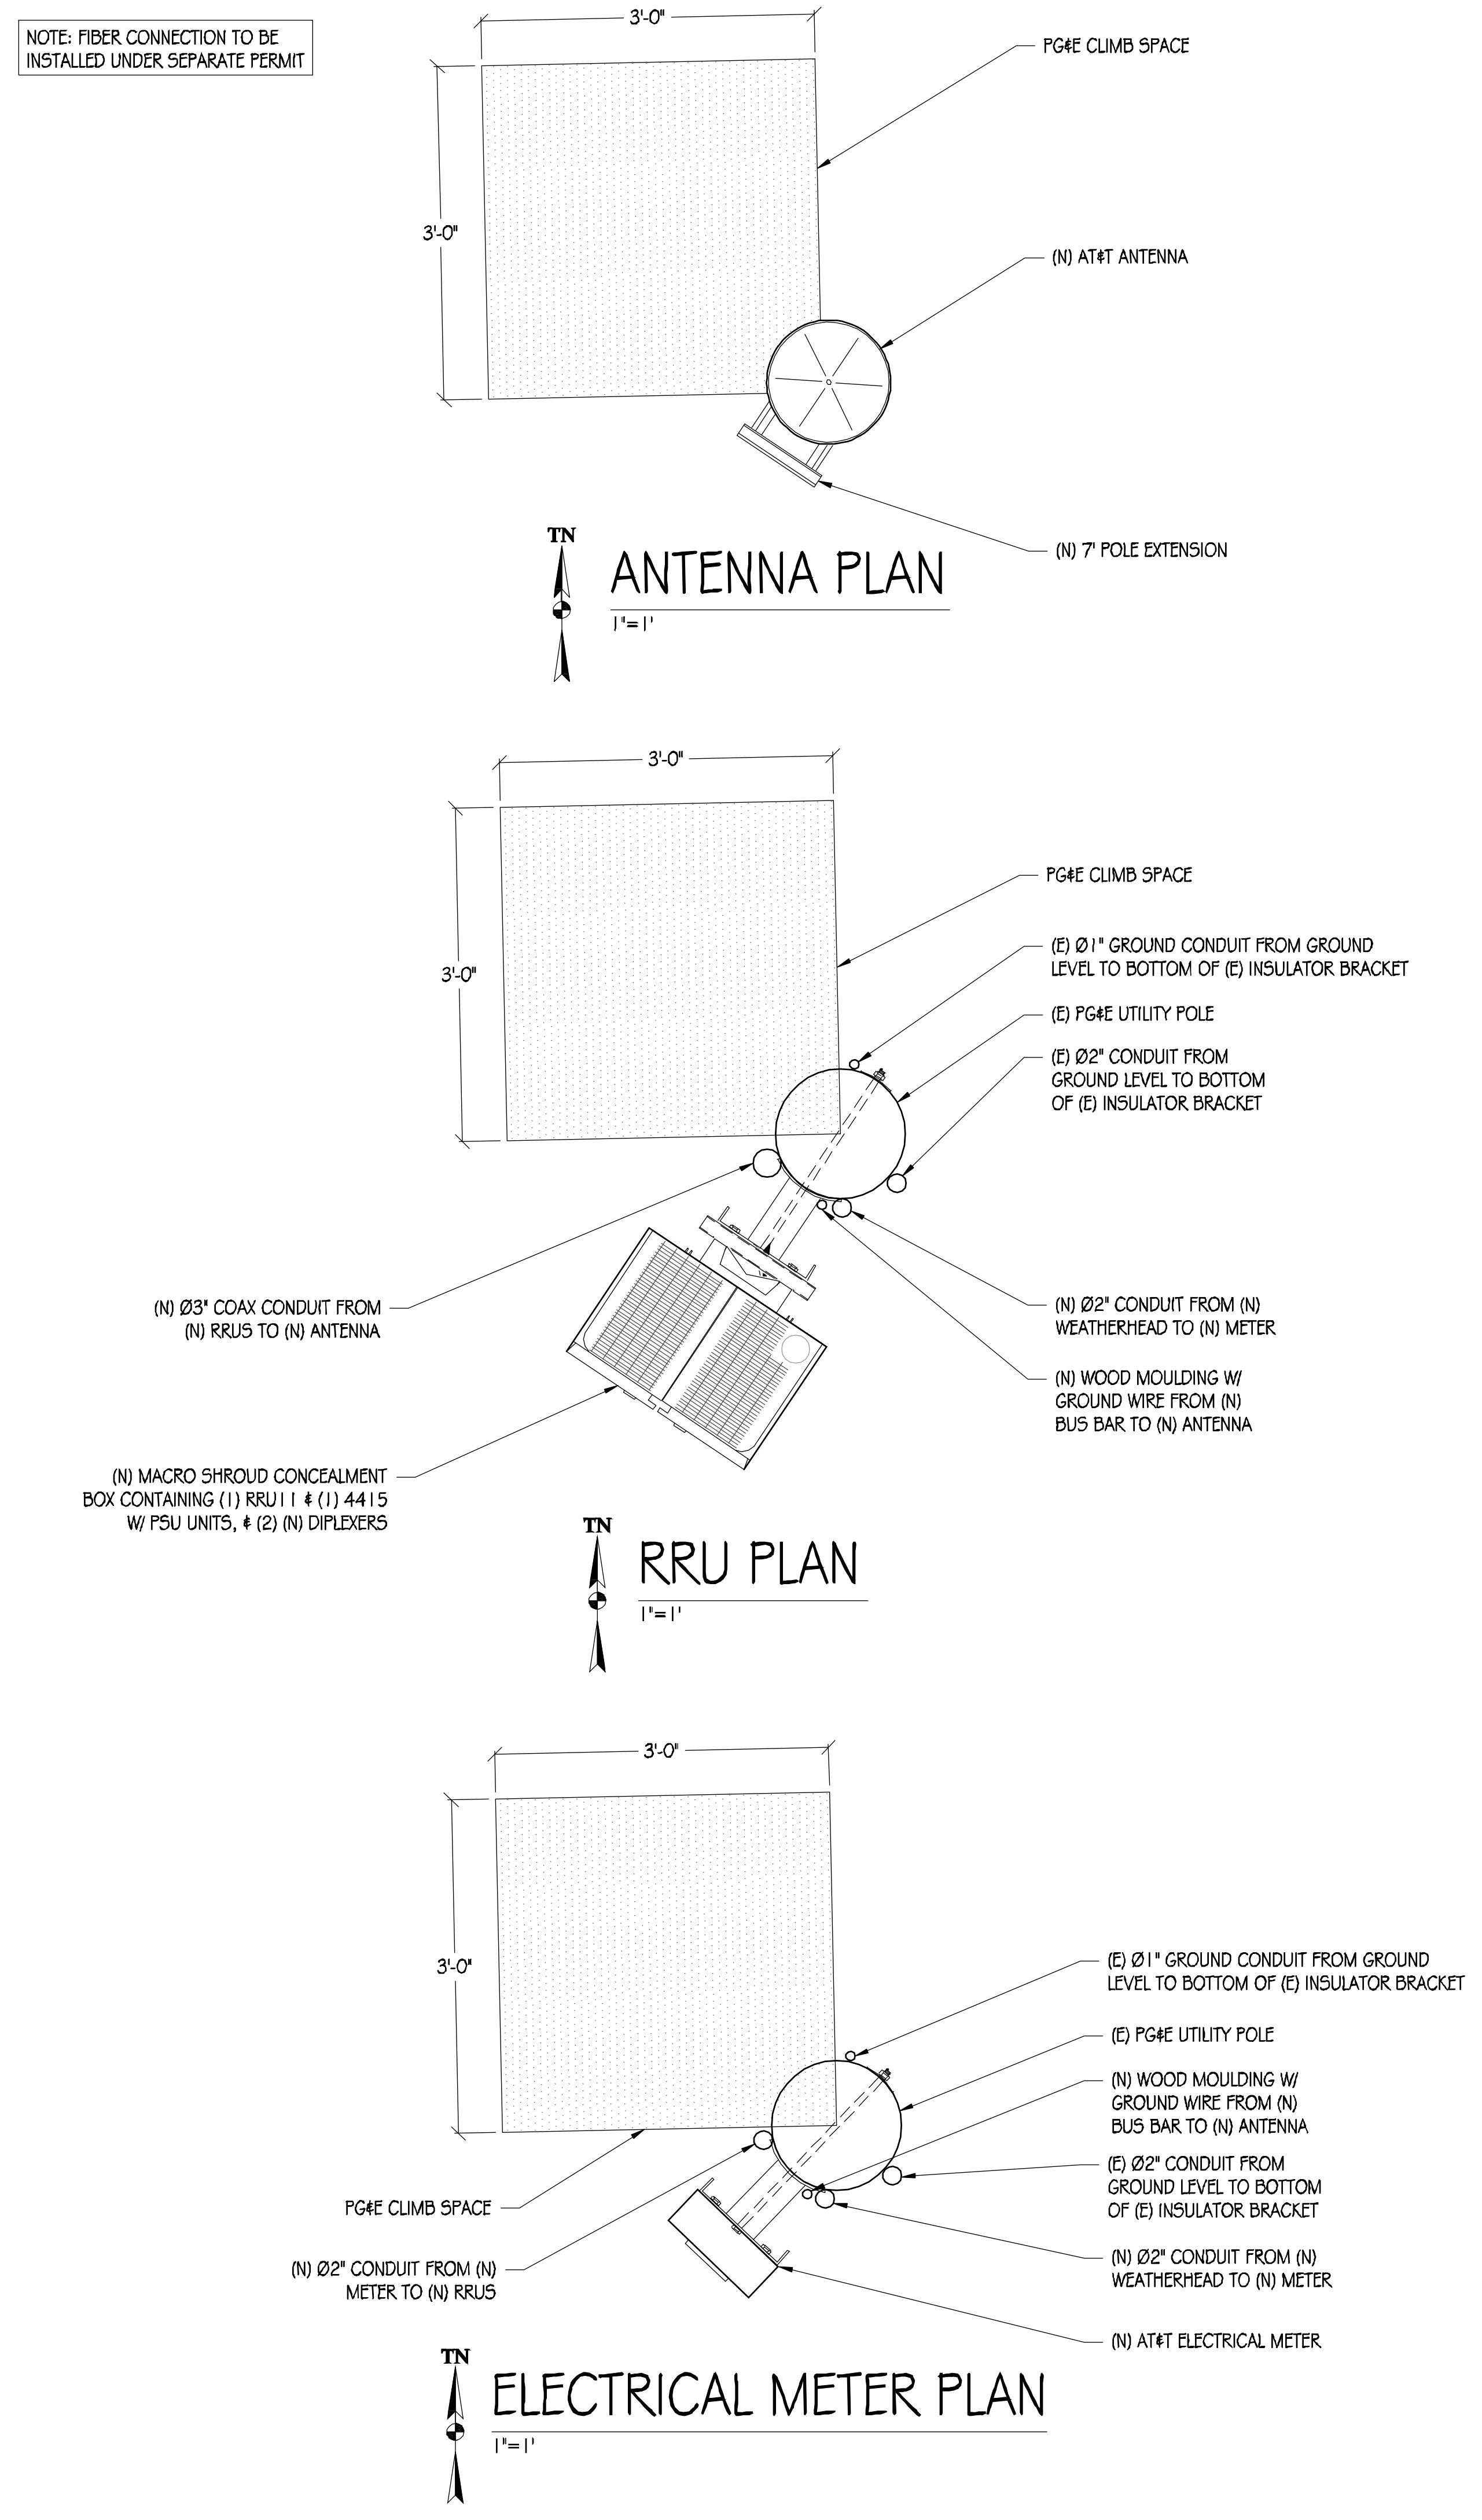 NOTE: FIBER CONNECTION TO BE
INSTALLED UNDER SEPARATE PERMIT
3'-0"
PG&E CLIMB SPACE
3'-0"
(N) AT&T ANTENNA
(N) 7' POLE EXTENSION
TN
ANTENNA PLAN
1"=1'
3'-0"
PG&E CLIMB SPACE
3'-0"
(E) Ø1" GROUND CONDUIT FROM GROUND
LEVEL TO BOTTOM OF (E) INSULATOR BRACKET
(E) PG&E UTILITY POLE
(E) Ø2" CONDUIT FROM
GROUND LEVEL TO BOTTOM
OF (E) INSULATOR BRACKET
(N) Ø3" COAX CONDUIT FROM
(N) RRUS TO (N) ANTENNA
(N) Ø2" CONDUIT FROM (N)
WEATHERHEAD TO (N) METER
(N) WOOD MOULDING W/
GROUND WIRE FROM (N)
BUS BAR TO (N) ANTENNA
(N) MACRO SHROUD CONCEALMENT
BOX CONTAINING (1) RRU11 & (1) 4415
W/ PSU UNITS, & (2) (N) DIPLEXERS
TN
RRU PLAN
1"=1'
3'-0"
3'-0"
(E) Ø1" GROUND CONDUIT FROM GROUND
LEVEL TO BOTTOM OF (E) INSULATOR BRACKET
(E) PG&E UTILITY POLE
(N) WOOD MOULDING W/
GROUND WIRE FROM (N)
BUS BAR TO (N) ANTENNA
(E) Ø2" CONDUIT FROM
GROUND LEVEL TO BOTTOM
OF (E) INSULATOR BRACKET
PG&E CLIMB SPACE
(N) Ø2" CONDUIT FROM (N)
METER TO (N) RRUS
(N) Ø2" CONDUIT FROM (N)
WEATHERHEAD TO (N) METER
(N) AT&T ELECTRICAL METER
TN
ELECTRICAL METER PLAN
1"=1'